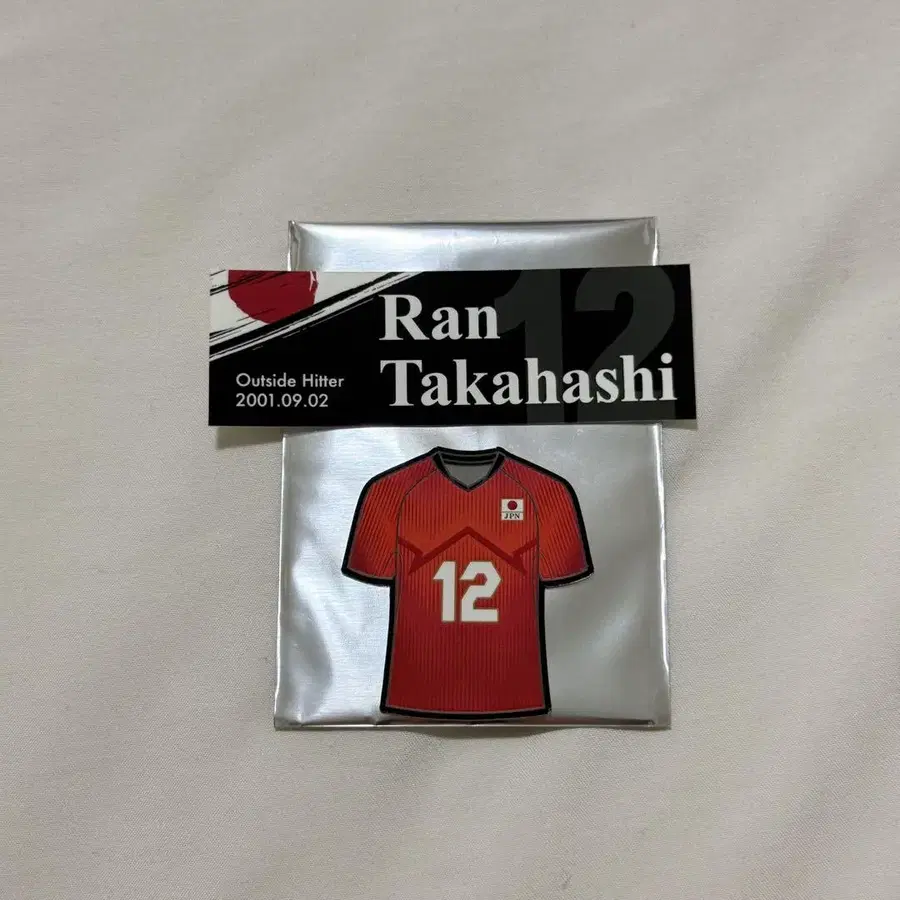 12
Ran
Takahashi
Outside Hitter
2001.09.02
JPN
12